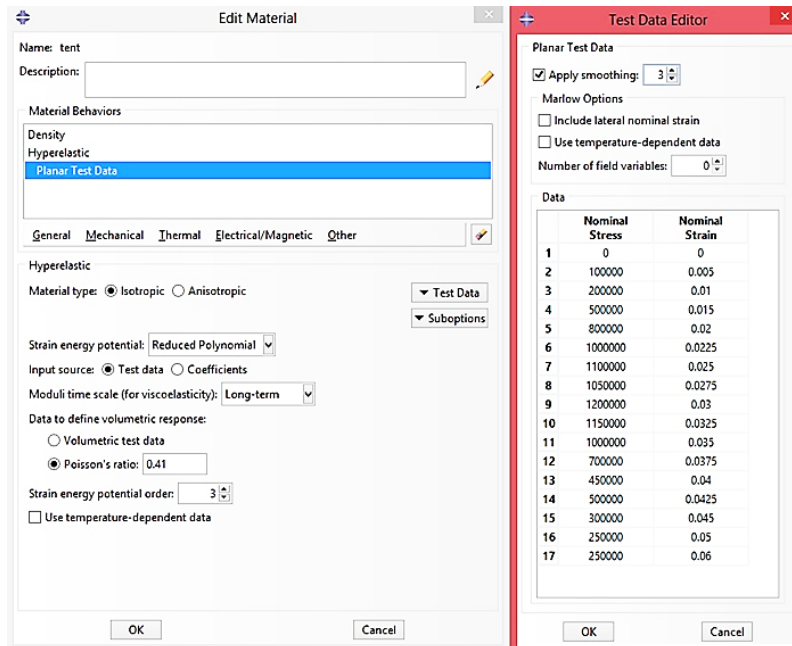 Edit Material
Name: tent
Description:
Material Behaviors
Density
Hyperelastic
Planar Test Data
General Mechanical Thermal Electrical/Magnetic Other
Hyperelastic
Material type: Isotropic Anisotropic
Test Data
Suboptions
Strain energy potential: Reduced Polynomial
Input source: Test data Coefficients
Moduli time scale (for viscoelasticity): Long-term
Data to define volumetric response:
Volumetric test data
Poisson's ratio: 0.41
Strain energy potential order: 3
Use temperature-dependent data
OK Cancel
Test Data Editor
Planar Test Data
Apply smoothing: 3
Marlow Options
Include lateral nominal strain
Use temperature-dependent data
Number of field variables: 0
Data
Nominal Nominal
Stress Strain
1 0 0
2 100000 0.005
3 200000 0.01
4 500000 0.015
5 800000 0.02
6 1000000 0.0225
7 1100000 0.025
8 1050000 0.0275
9 1200000 0.03
10 1150000 0.0325
11 1000000 0.035
12 700000 0.0375
13 450000 0.04
14 500000 0.0425
15 300000 0.045
16 250000 0.05
17 250000 0.06
OK Cancel